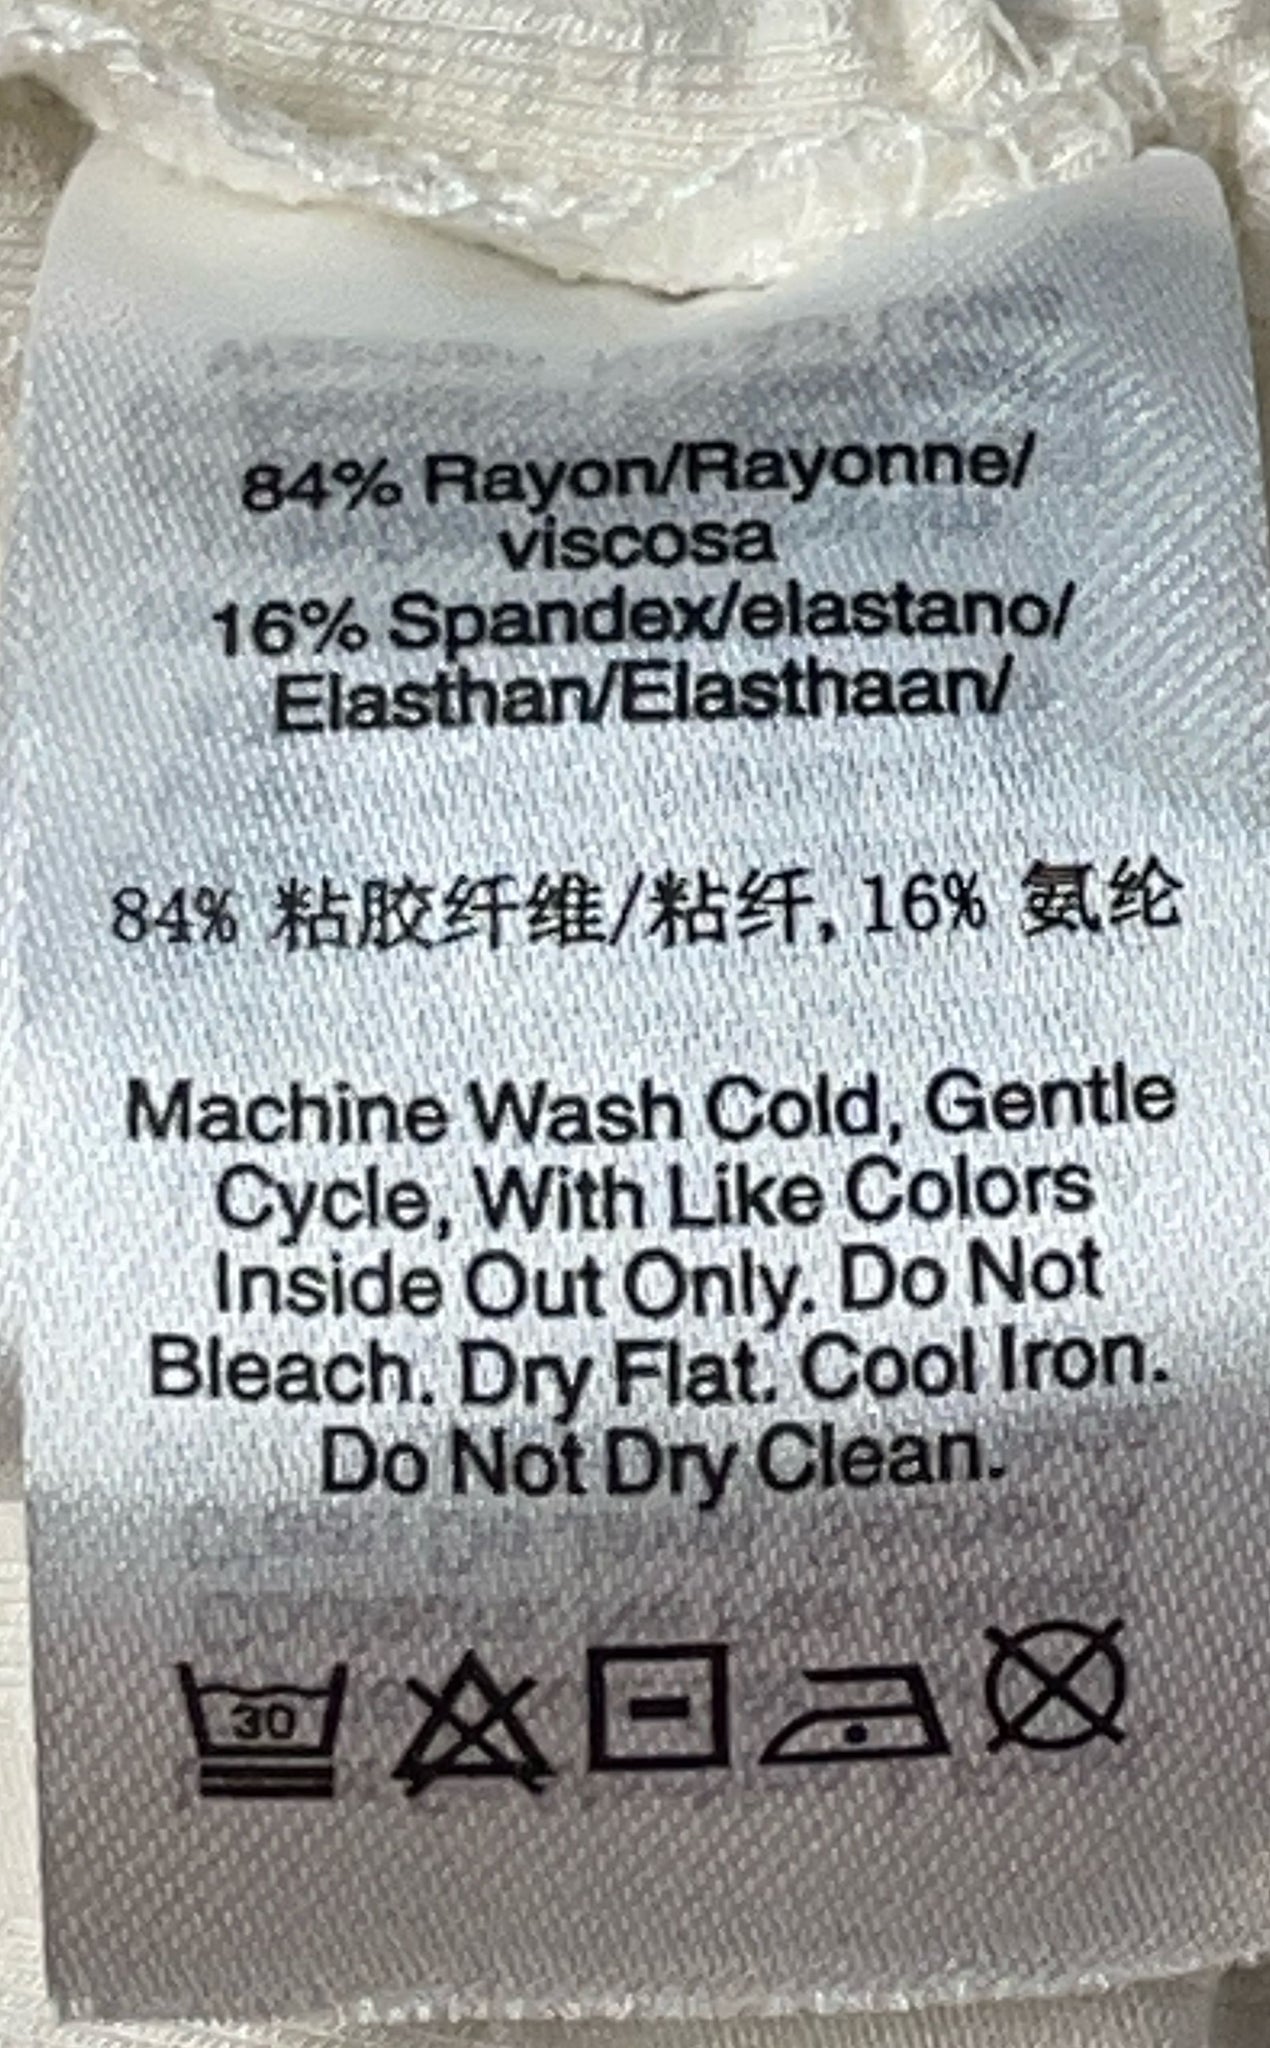 84% Rayon/Rayonne/
viscosa
16% Spandex/elastano/
Elasthan/Elasthaan/
84% 粘胶纤维/粘纤, 16% 氨纶
Machine Wash Cold, Gentle
Cycle, With Like Colors
Inside Out Only. Do Not
Bleach. Dry Flat. Cool Iron.
Do Not Dry Clean.
30